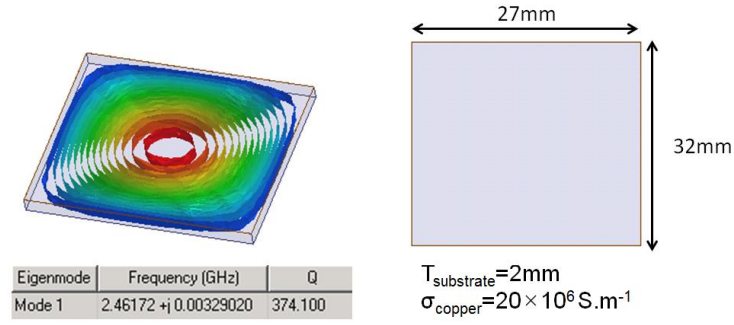 27mm
32mm
Eigenmode Frequency (GHz) Q
Mode 1 2.46172 +j 0.00329020 374.100
Tsubstrate=2mm
σcopper=20×10⁶ S.m⁻¹